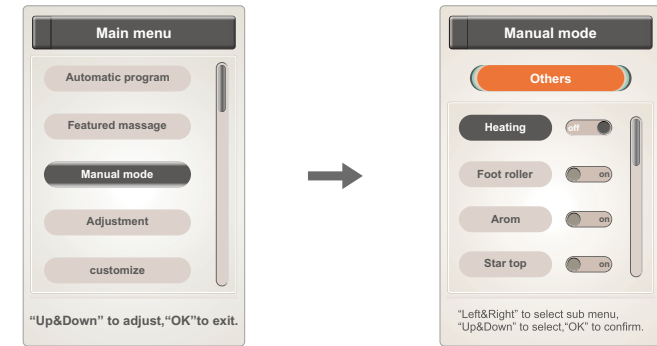 Main menu
Automatic program
Featured massage
Manual mode
Adjustment
customize
“Up&Down” to adjust,“OK”to exit.
Manual mode
Others
Heating off
Foot roller on
Arom on
Star top on
“Left&Right” to select sub menu,
“Up&Down” to select,“OK” to confirm.